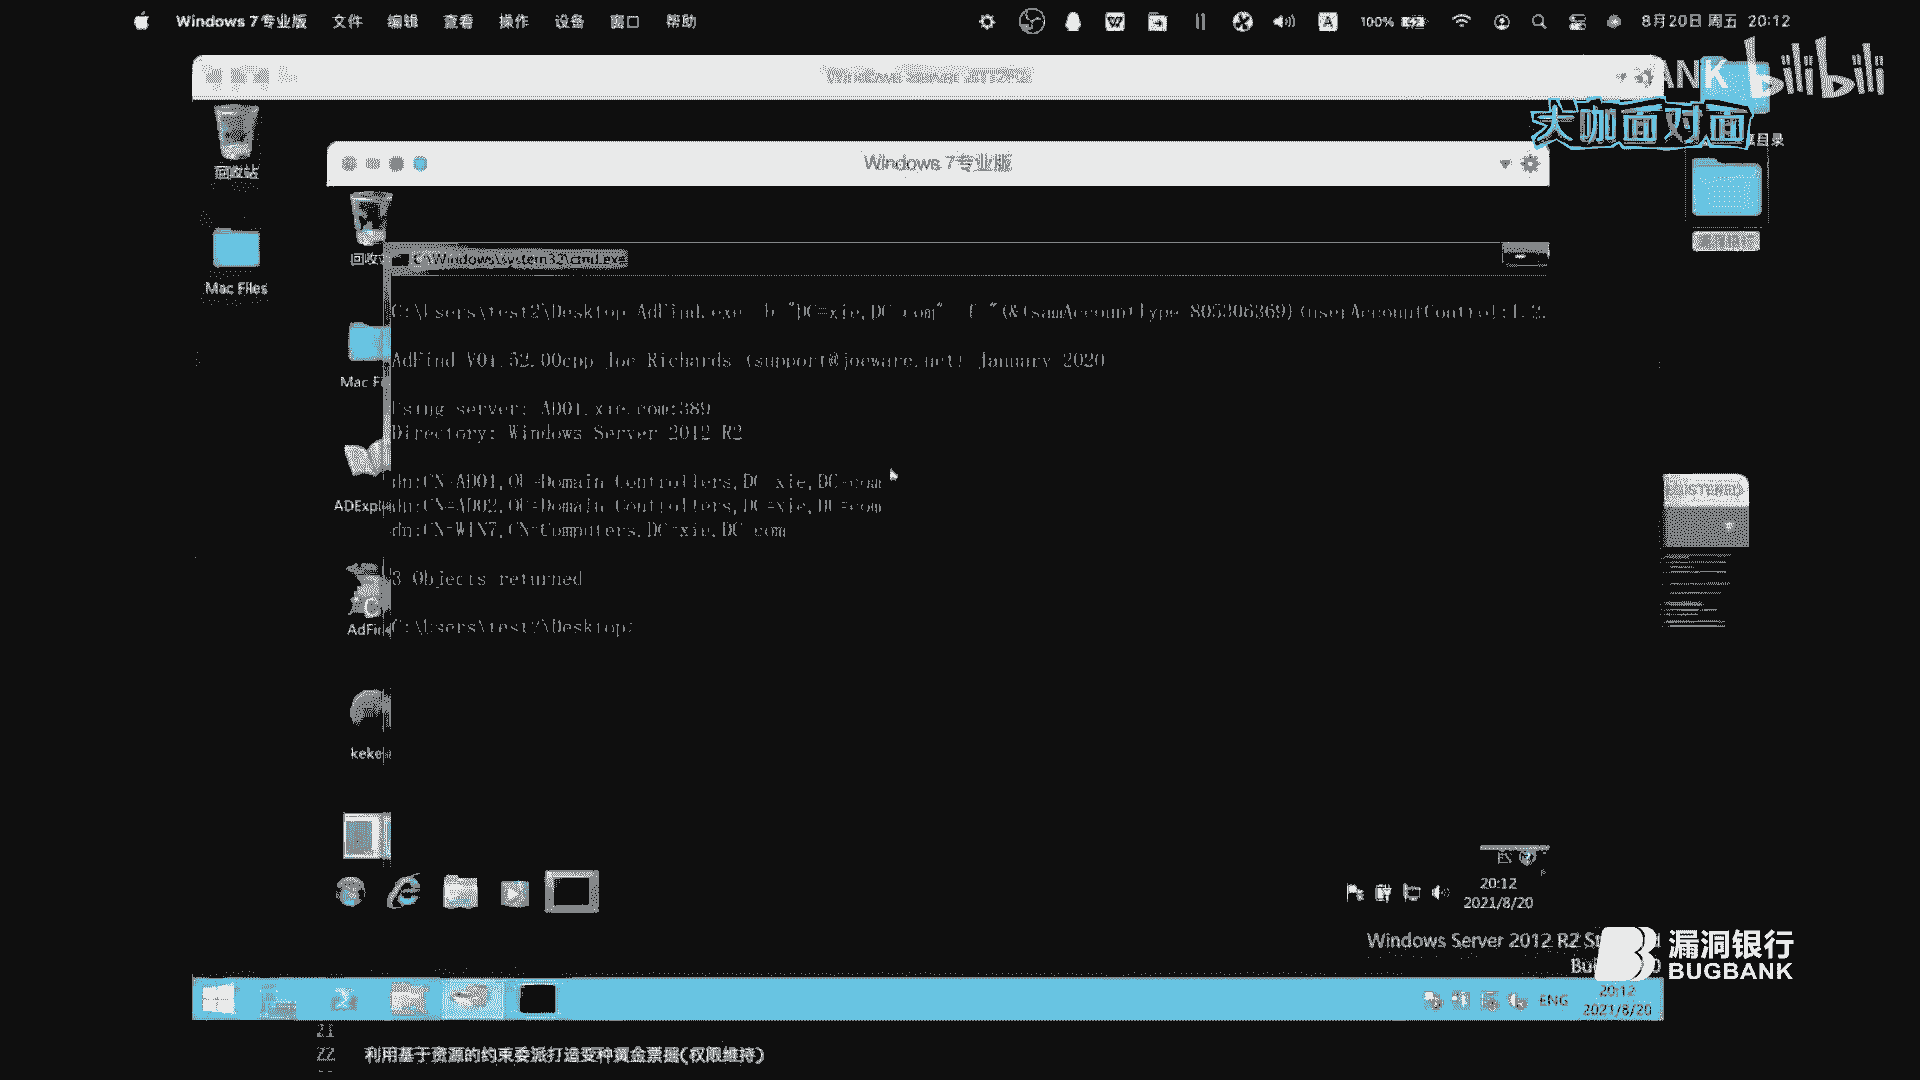 Windows 7专业版 文件 编辑 查看 操作 设备 窗口 帮助
100%
8月20日 周五 20:12
Windows Server 2012R2
bilibili
大咖面对面
回收站
Mac Files
Windows 7专业版
C:\Windows\system32\cmd.exe
C:\Users\test2\Desktop>AdFind.exe -b "DC=xie,DC=com" -f "(&(samAccountType=805306369)(userAccountControl:1.2.
AdFind V01.52.00cpp Joe Richards (support@joeware.net) January 2020
Using server: AD01.xie.com:389
Directory: Windows Server 2012 R2
dn:CN=AD01,OU=Domain Controllers,DC=xie,DC=com
dn:CN=AD02,OU=Domain Controllers,DC=xie,DC=com
dn:CN=WIN7,CN=Computers,DC=xie,DC=com
3 Objects returned
C:\Users\test2\Desktop>
Mac Fi
ADExpl
AdFin
keke
20:12
2021/8/20
Windows Server 2012 R2 St
漏洞银行
BUGBANK
ENG
20:12
2021/8/20
21
22 利用基于资源的约束委派打造变种黄金票据(权限维持)